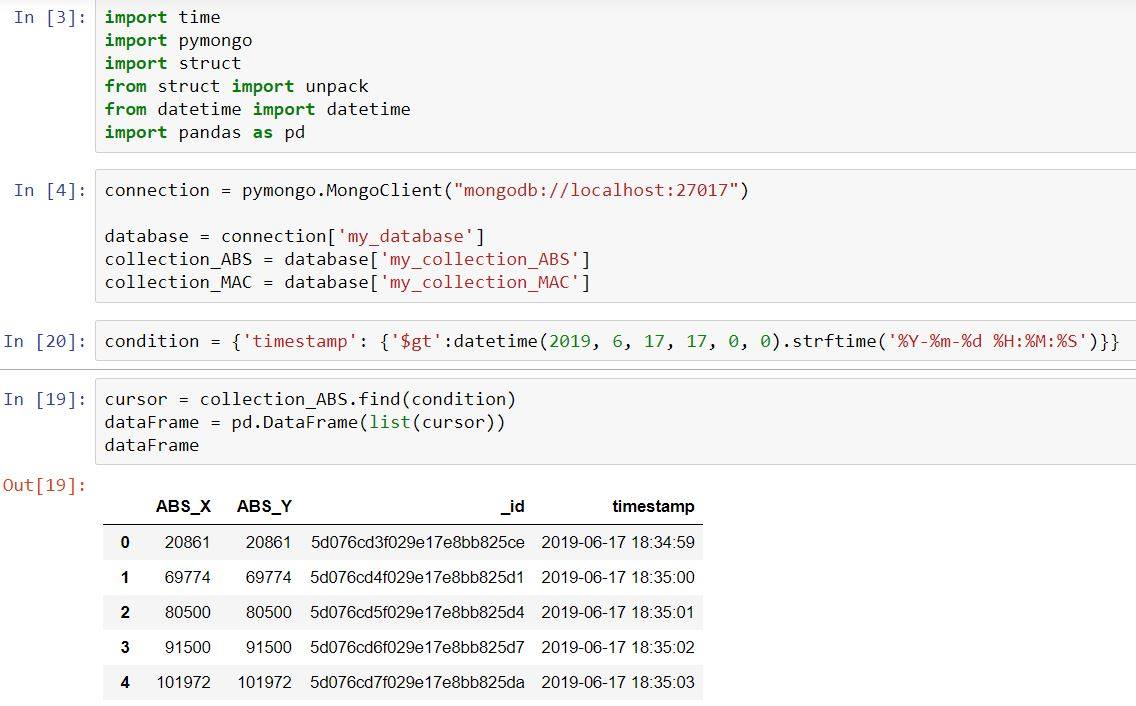 In [3]: import time
import pymongo
import struct
from struct import unpack
from datetime import datetime
import pandas as pd
In [4]: connection = pymongo.MongoClient("mongodb://localhost:27017")
database = connection['my_database']
collection_ABS = database['my_collection_ABS']
collection_MAC = database['my_collection_MAC']
In [20]: condition = {'timestamp': {'$gt':datetime(2019, 6, 17, 17, 0, 0).strftime('%Y-%m-%d %H:%M:%S')}}
In [19]: cursor = collection_ABS.find(condition)
dataFrame = pd.DataFrame(list(cursor))
dataFrame
Out[19]:
ABS_X ABS_Y _id timestamp
0 20861 20861 5d076cd3f029e17e8bb825ce 2019-06-17 18:34:59
1 69774 69774 5d076cd4f029e17e8bb825d1 2019-06-17 18:35:00
2 80500 80500 5d076cd5f029e17e8bb825d4 2019-06-17 18:35:01
3 91500 91500 5d076cd6f029e17e8bb825d7 2019-06-17 18:35:02
4 101972 101972 5d076cd7f029e17e8bb825da 2019-06-17 18:35:03